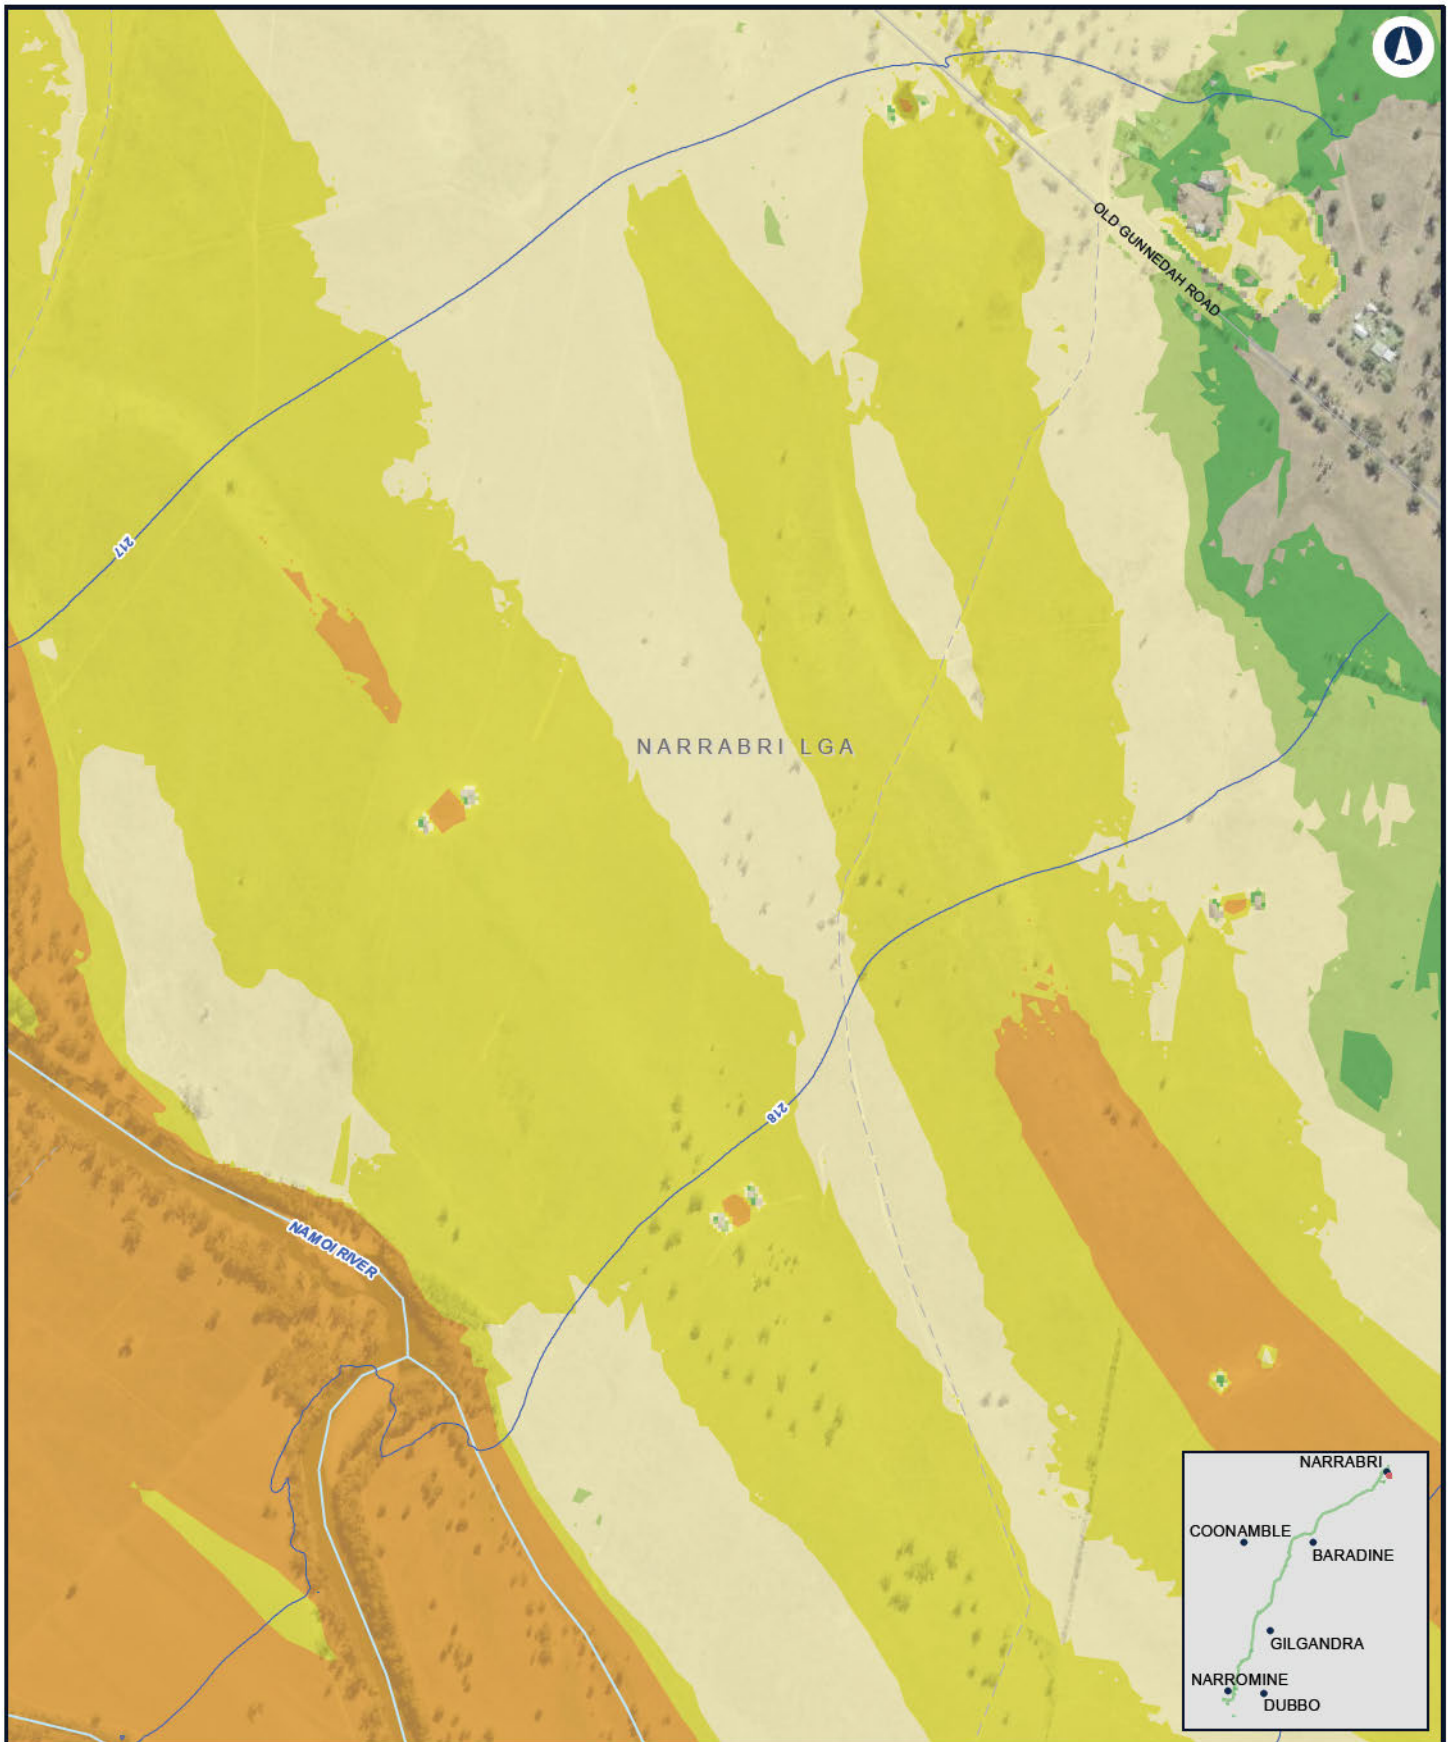 OLD GUNNEDAH ROAD
217
NARRABRI LGA
218
NAMOI RIVER
NARRABRI
COONAMBLE
BARADINE
GILGANDRA
NARROMINE
DUBBO